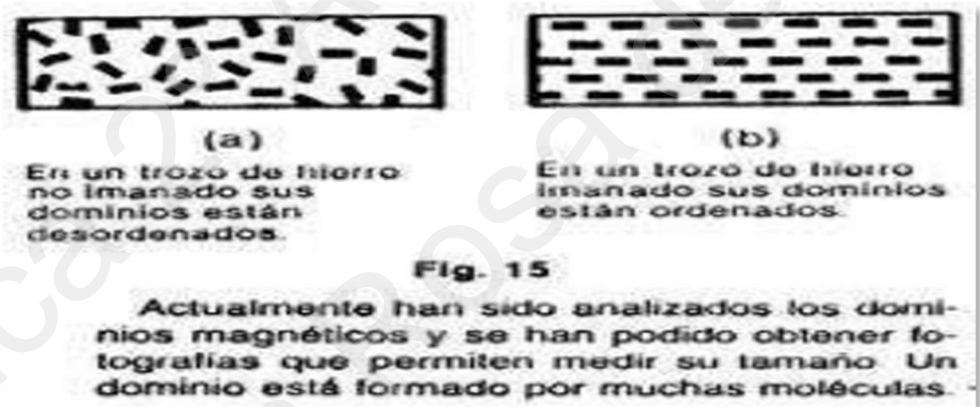 (a)
En un trozo de hierro
no imanado sus
dominios están
desordenados.
(b)
En un trozo de hierro
imanado sus dominios
están ordenados.
Fig. 15
Actualmente han sido analizados los domi-
nios magnéticos y se han podido obtener fo-
tografías que permiten medir su tamaño. Un
dominio está formado por muchas moléculas.